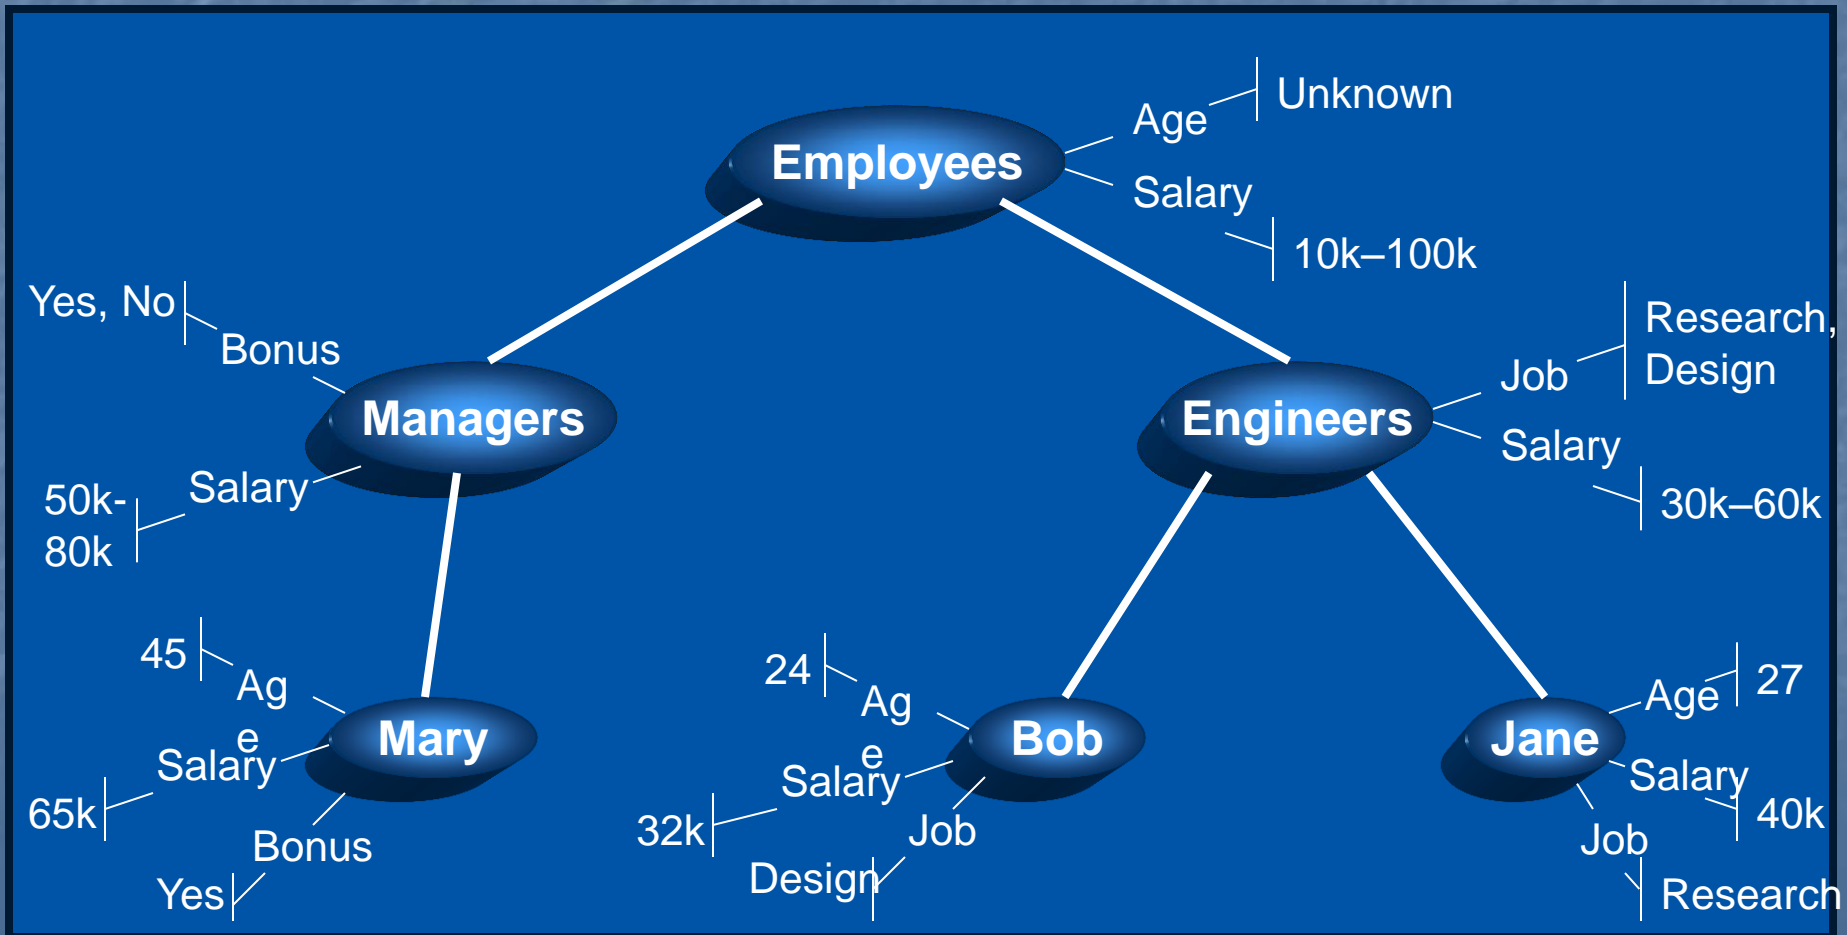 Unknown
Age
Employees
Salary
10k–100k
Yes, No
Bonus
Managers
Salary
50k-
80k
Research,
Design
Job
Engineers
Salary
30k–60k
45
Ag
e
Mary
Salary
65k
Bonus
Yes
24
Ag
e
Bob
Salary
32k
Job
Design
Age
27
Jane
Salary
40k
Job
Research